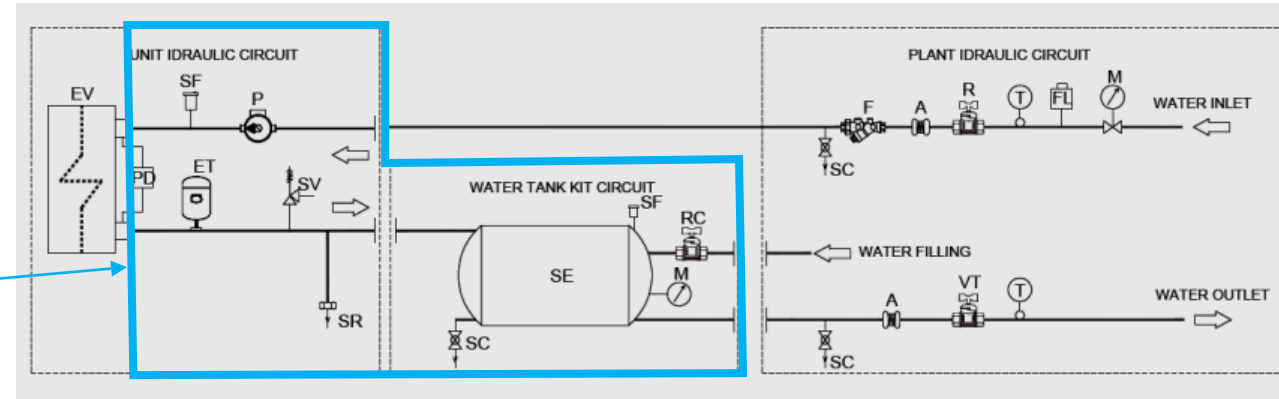 UNIT IDRAULIC CIRCUIT
PLANT IDRAULIC CIRCUIT
EV
SF
P
F
A
R
T
FL
M
WATER INLET
SC
PD
ET
SV
WATER TANK KIT CIRCUIT
SF
RC
WATER FILLING
SE
M
SR
SC
A
VT
T
WATER OUTLET
SC